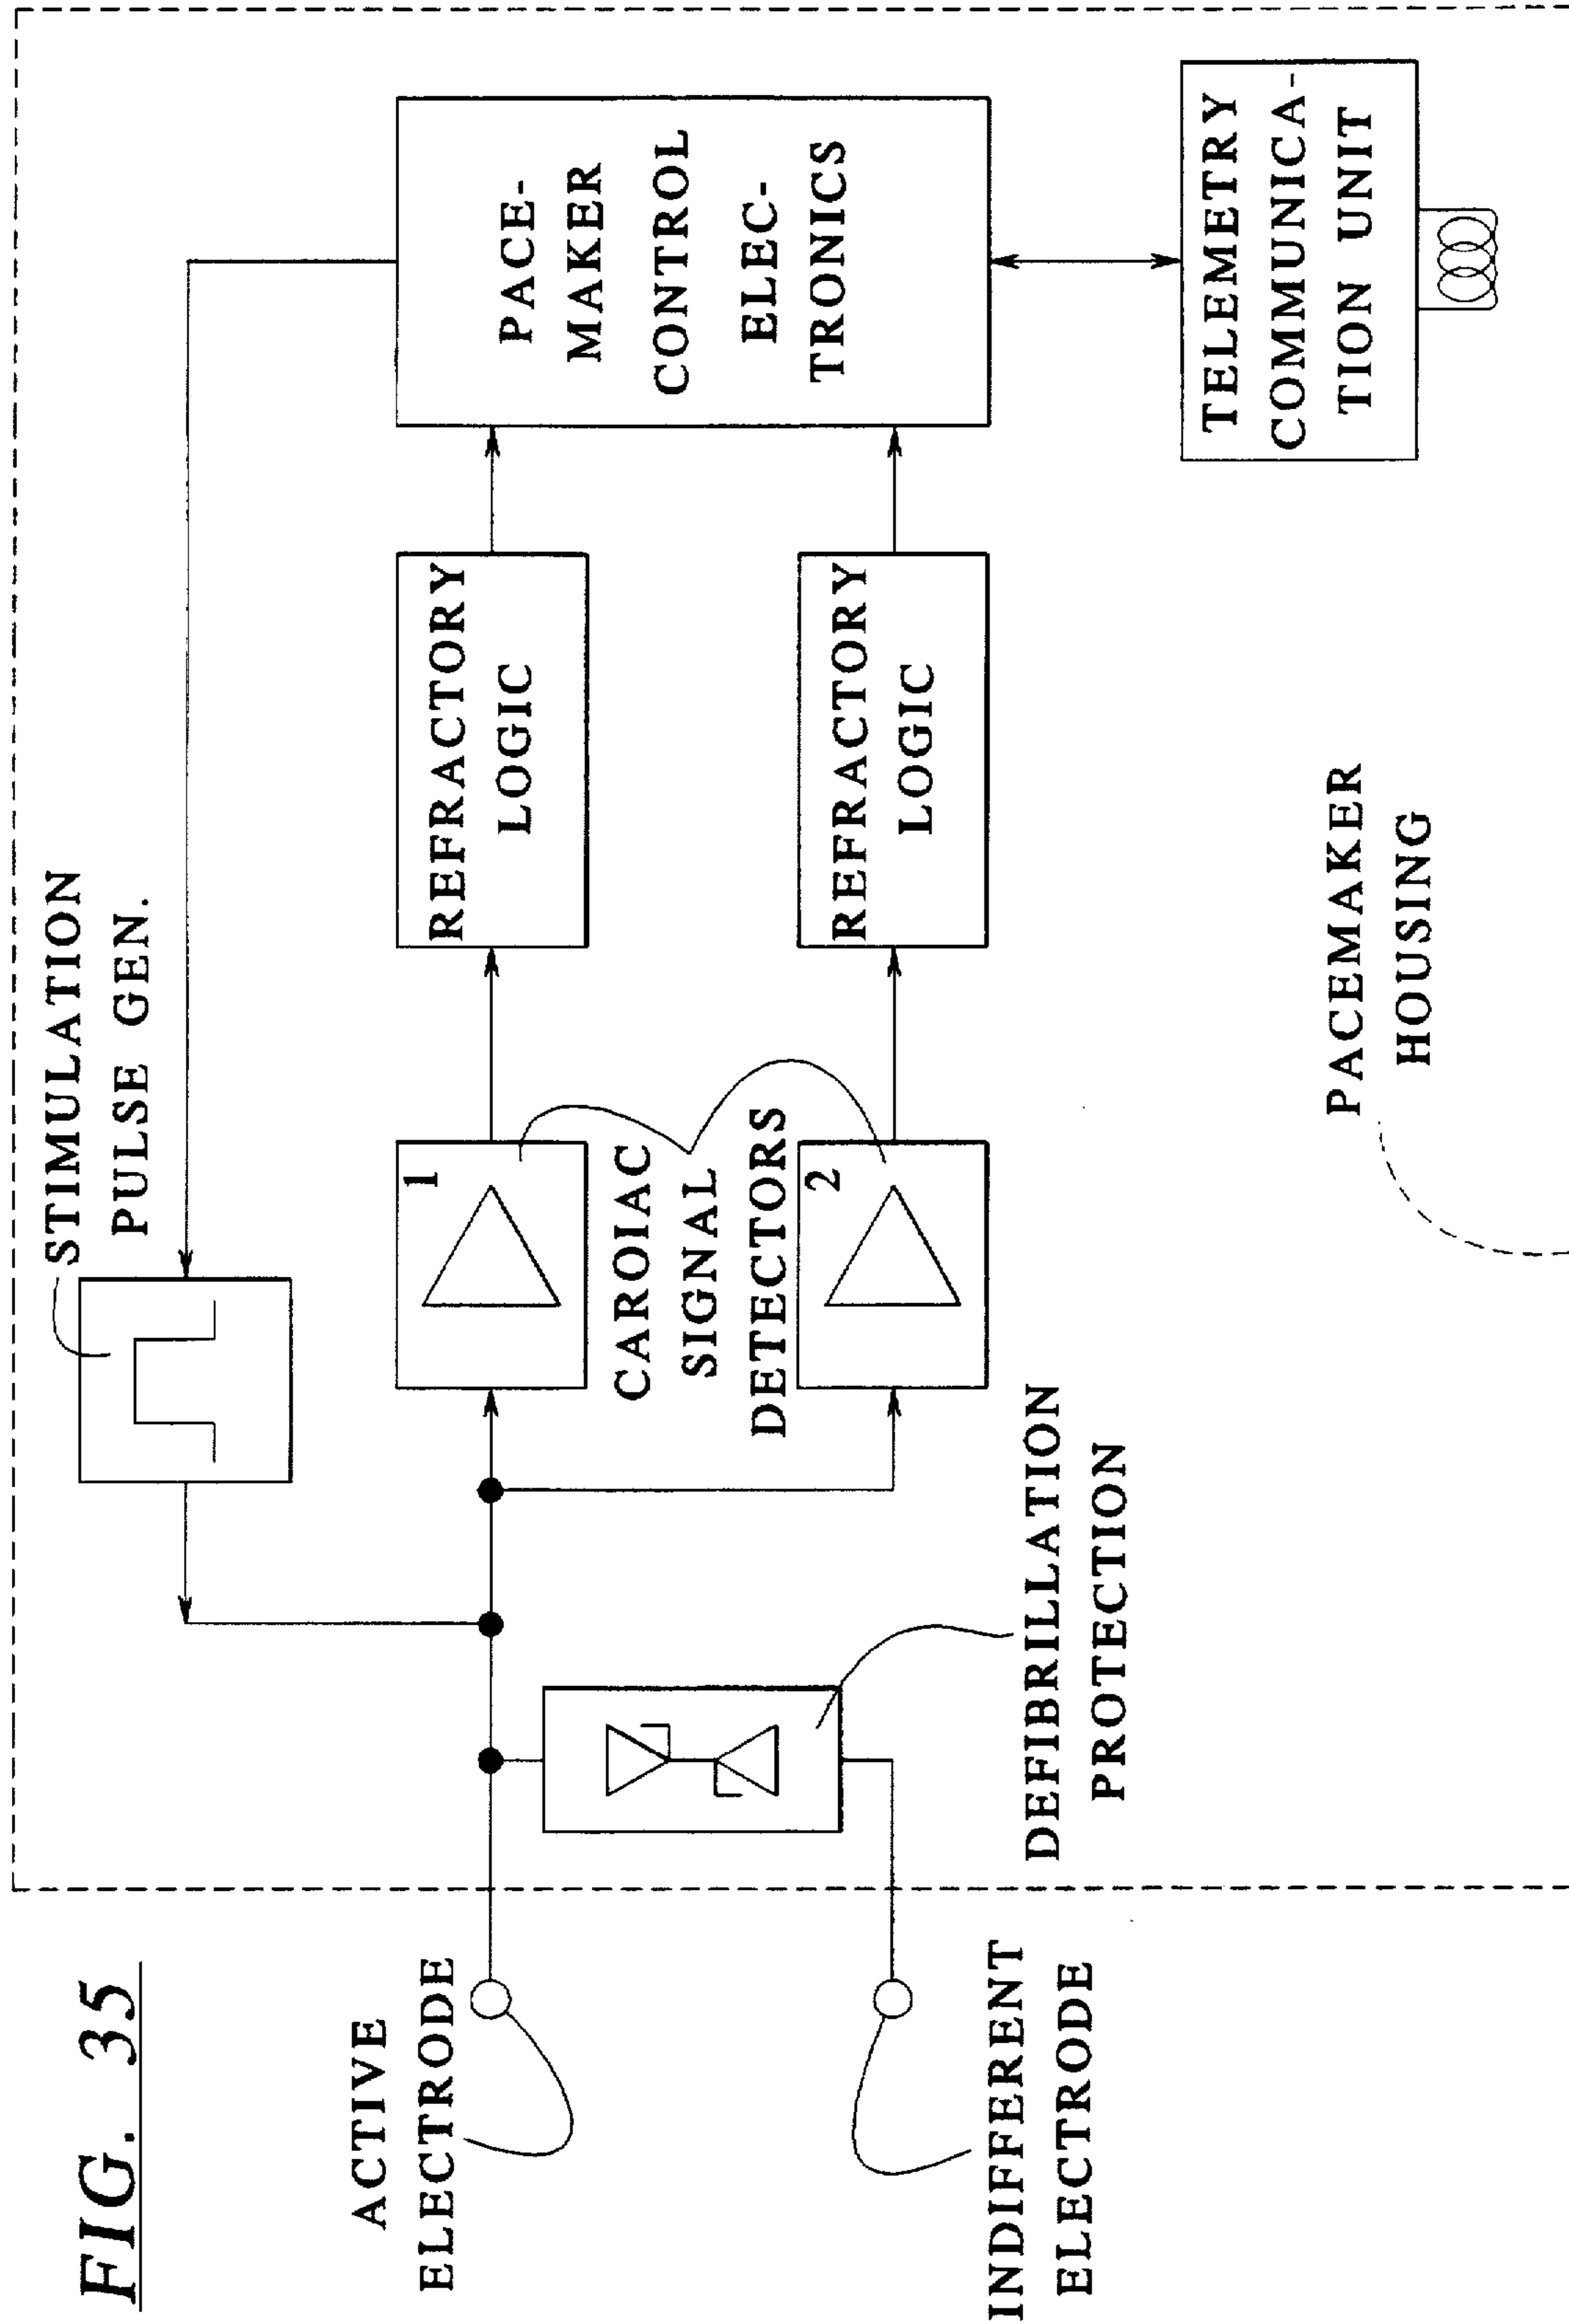 FIG. 35
STIMULATION
PULSE GEN.
ACTIVE
ELECTRODE
1
REFRACTORY
LOGIC
PACE-
MAKER
CONTROL
ELEC-
TRONICS
CAROIAC
SIGNAL
DETECTORS
2
REFRACTORY
LOGIC
INDIFFERENT
ELECTRODE
DEFIBRILLATION
PROTECTION
TELEMETRY
COMMUNICA-
TION UNIT
PACEMAKER
HOUSING